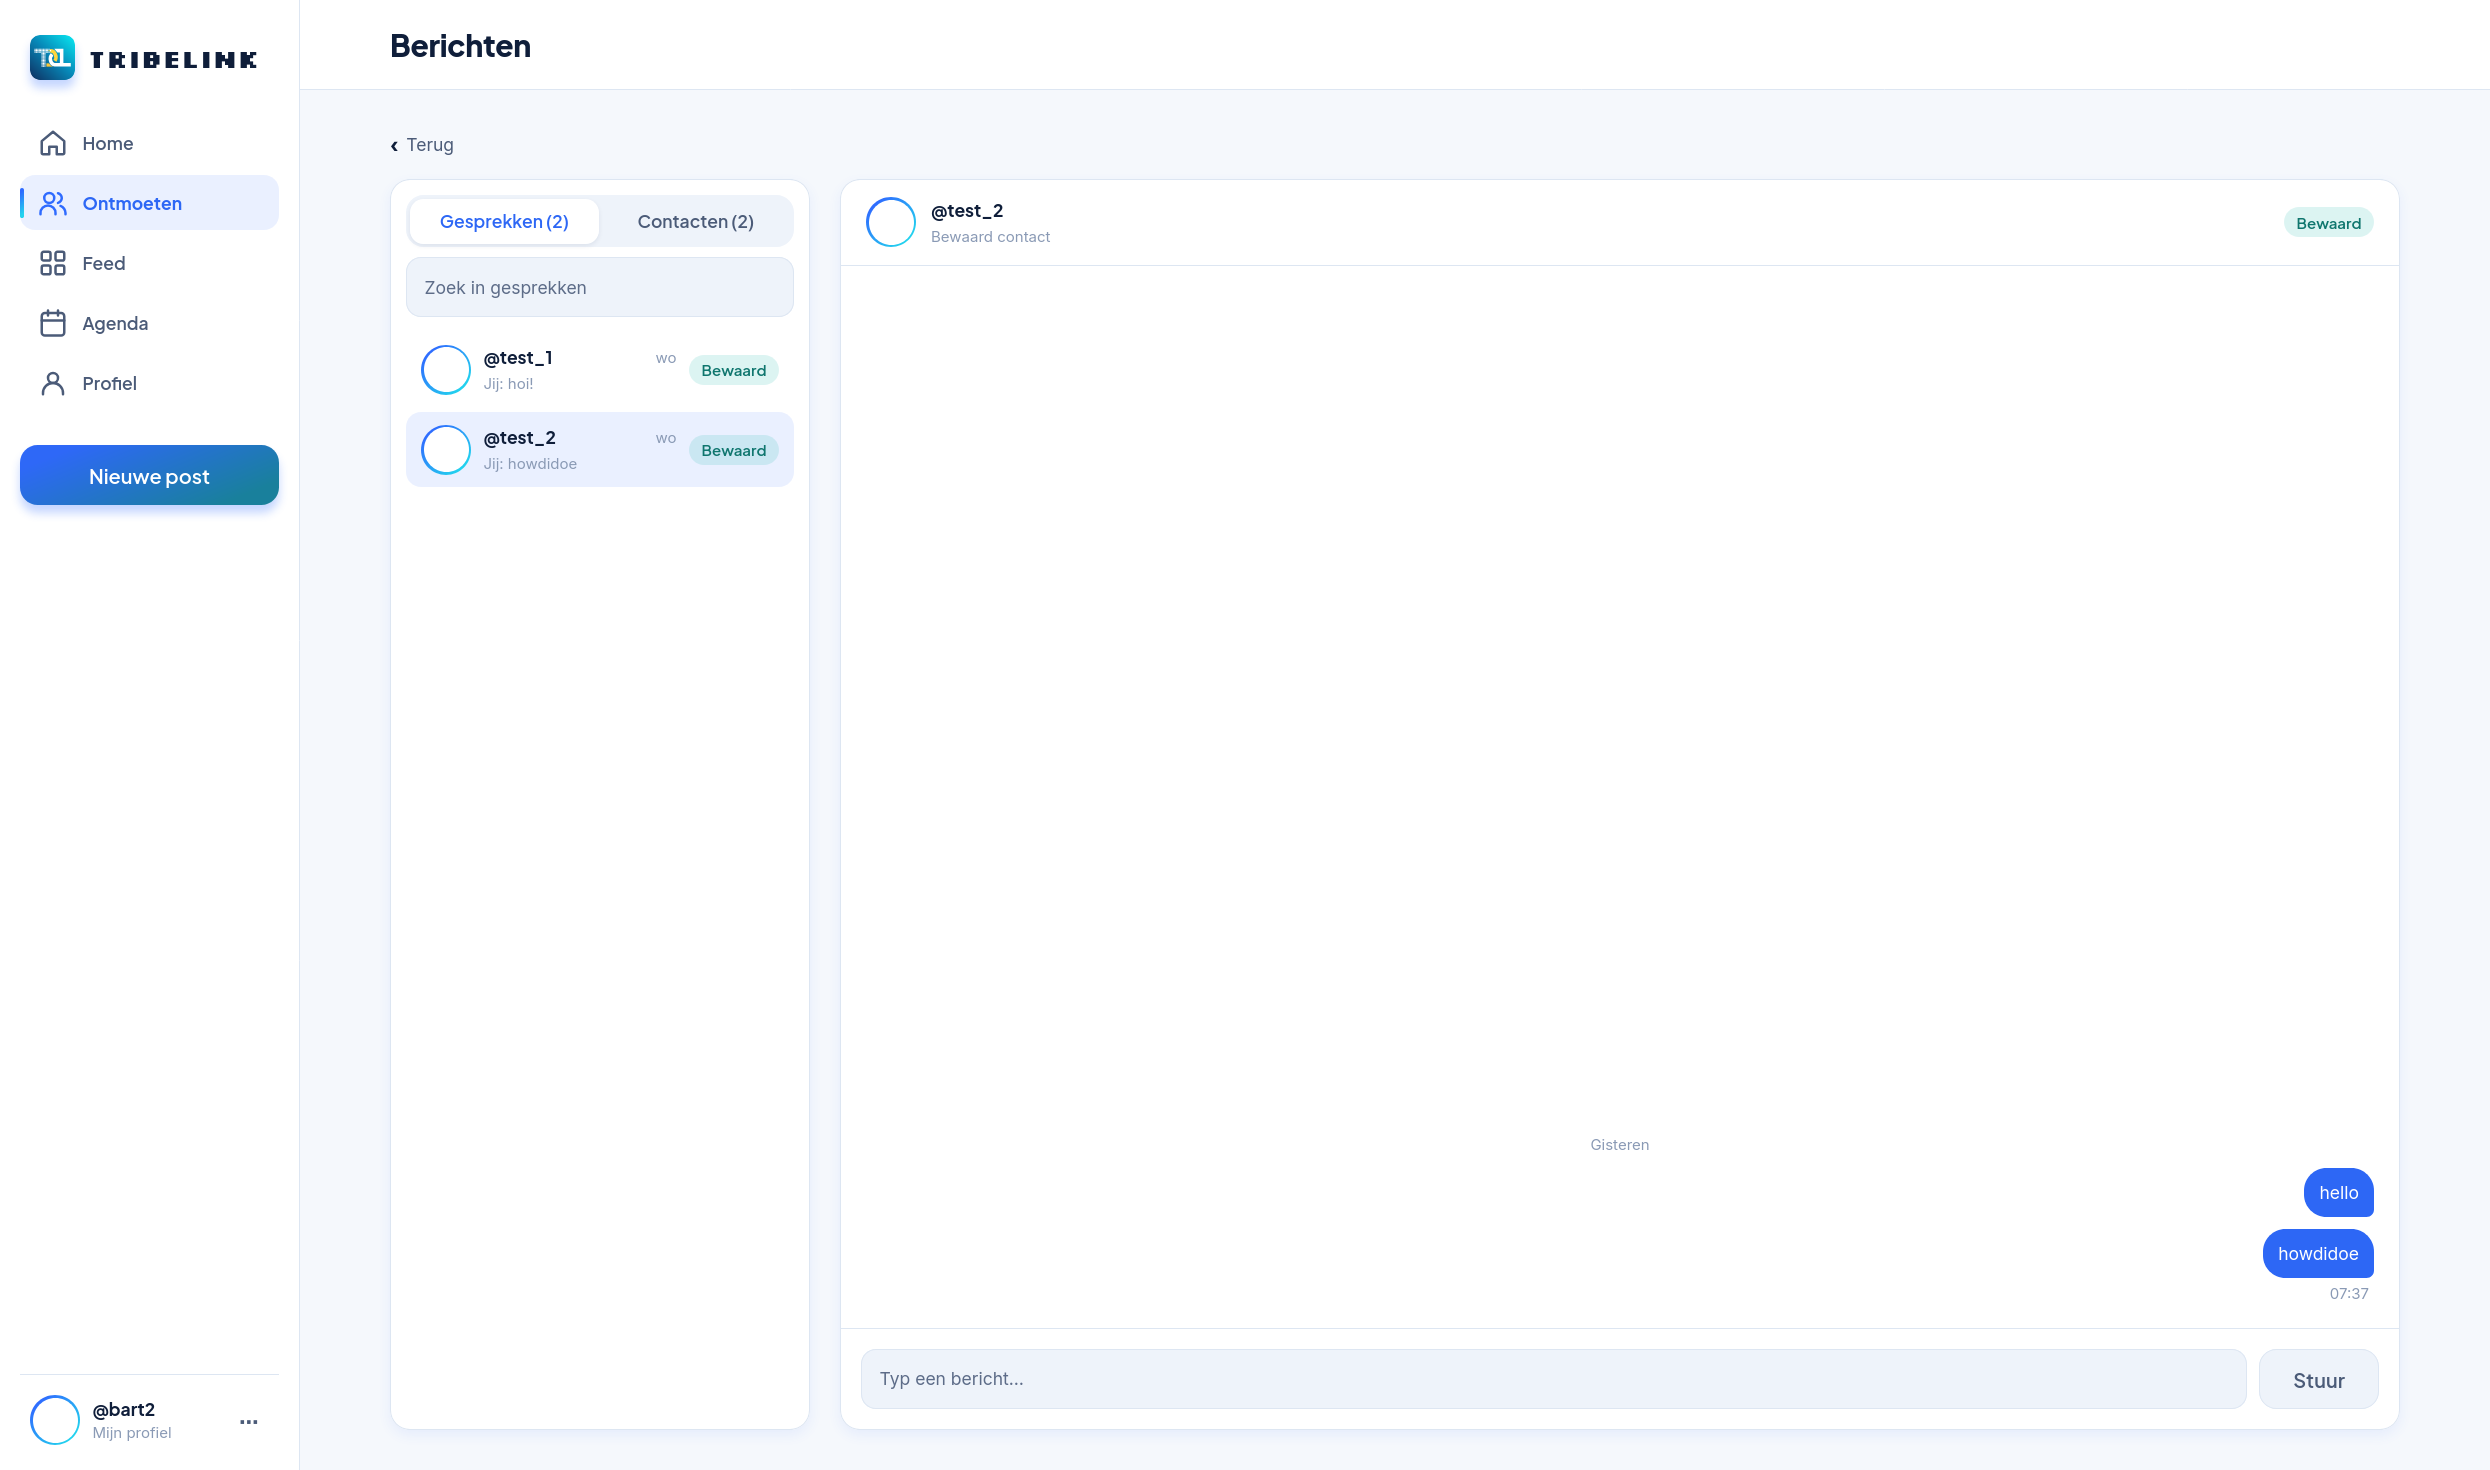 TRIBELINK
Home
Ontmoeten
Feed
Agenda
Profiel
Nieuwe post
@bart2
Mijn profiel
...
Berichten
‹ Terug
Gesprekken (2)
Contacten (2)
Zoek in gesprekken
@test_1
wo
Jij: hoi!
Bewaard
@test_2
wo
Jij: howdidoe
Bewaard
@test_2
Bewaard contact
Bewaard
Gisteren
hello
howdidoe
07:37
Typ een bericht...
Stuur